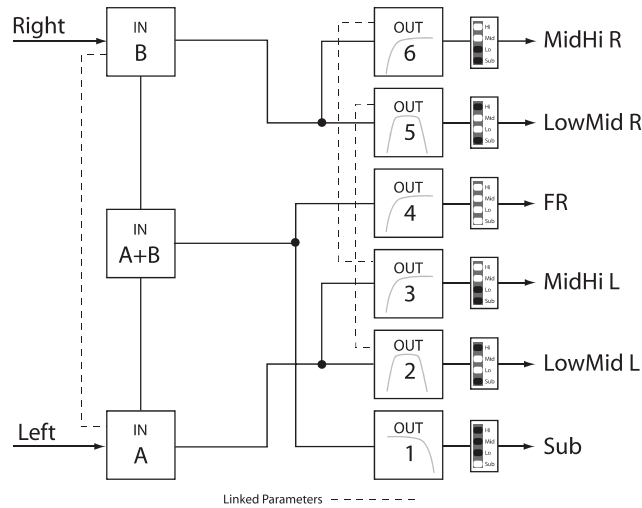 Right
IN
B
OUT
6
Hi
Mid
Lo
Sub
MidHi R
OUT
5
Hi
Mid
Lo
Sub
LowMid R
IN
A+B
OUT
4
Hi
Mid
Lo
Sub
FR
OUT
3
Hi
Mid
Lo
Sub
MidHi L
OUT
2
Hi
Mid
Lo
Sub
LowMid L
Left
IN
A
OUT
1
Hi
Mid
Lo
Sub
Sub
Linked Parameters